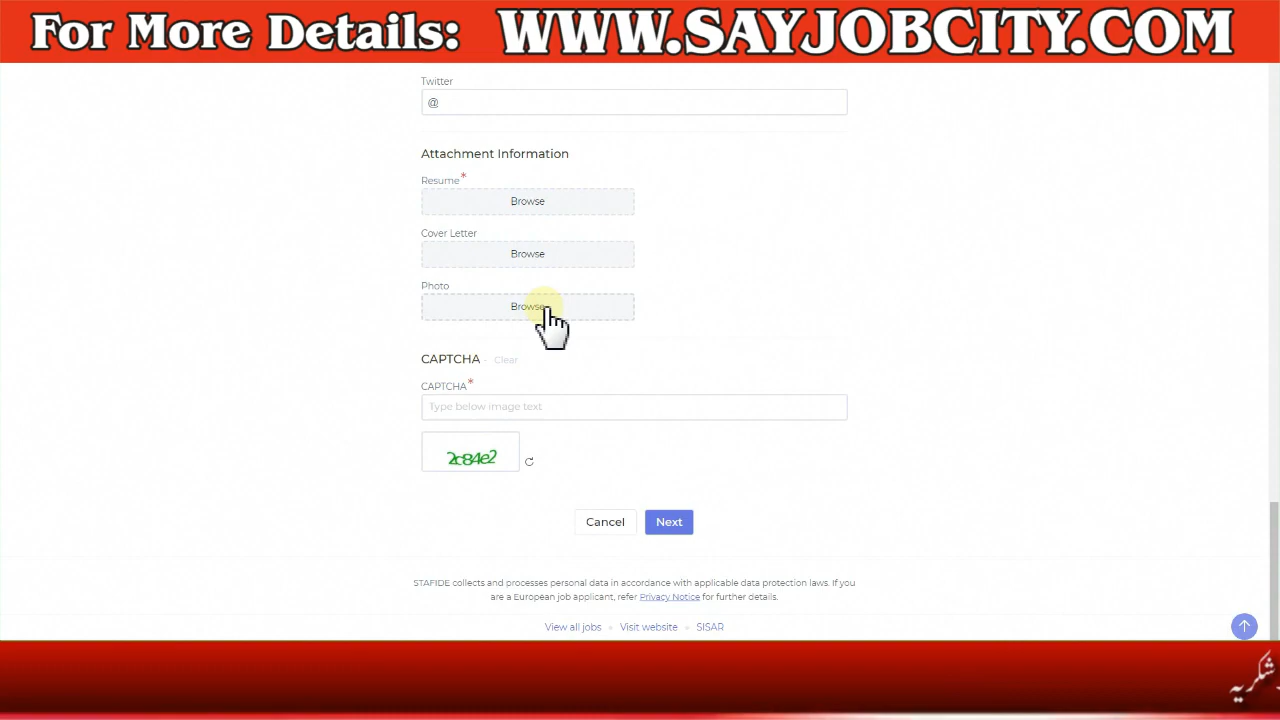 For More Details: WWW.SAYJOBCITY.COM
Twitter
@
Attachment Information
Resume*
Browse
Cover Letter
Browse
Photo
Browse
CAPTCHA - Clear
CAPTCHA*
Type below image text
2c84e2
Cancel Next
STAFIDE collects and processes personal data in accordance with applicable data protection laws. If you
are a European job applicant, refer Privacy Notice for further details.
View all jobs • Visit website • SISAR
شکریہ